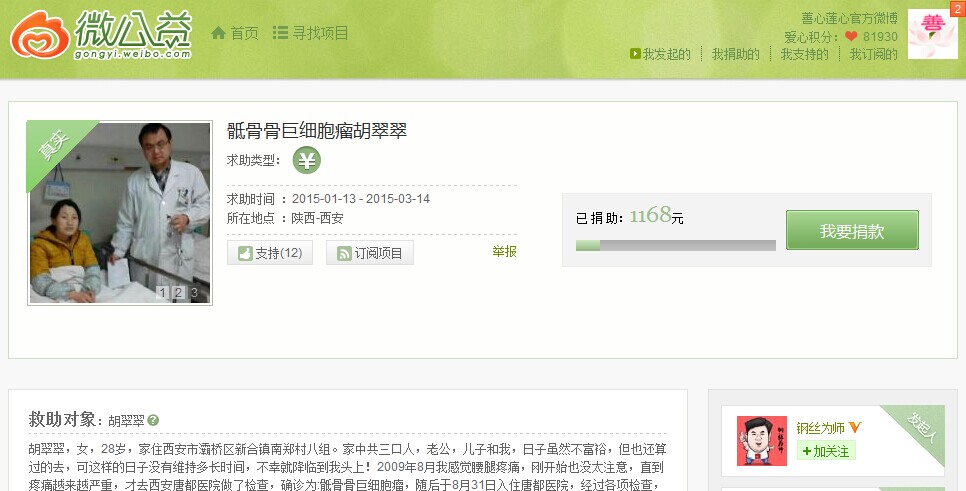 微公益
gongyi.weibo.com
首页
寻找项目
善心莲心官方微博
爱心积分: 81930
我发起的
我捐助的
我支持的
我订阅的
2
善
真实
1 2 3
骶骨骨巨细胞瘤胡翠翠
求助类型: ¥
求助时间 : 2015-01-13 - 2015-03-14
所在地点 : 陕西-西安
支持(12)
订阅项目
举报
已捐助: 1168元
我要捐款
救助对象: 胡翠翠 ?
胡翠翠，女，28岁，家住西安市灞桥区新合镇南郑村八组。家中共三口人，老公，儿子和我，日子虽然不富裕，但也还算
过的去，可这样的日子没有维持多长时间，不幸就降临到我头上！2009年8月我感觉腰腿疼痛，刚开始也没太注意，直到
疼痛越来越严重，才去西安唐都医院做了检查，确诊为:骶骨骨巨细胞瘤，随后于8月31日入住唐都医院，经过各项检查，
钢丝为师 V
+加关注
发起人